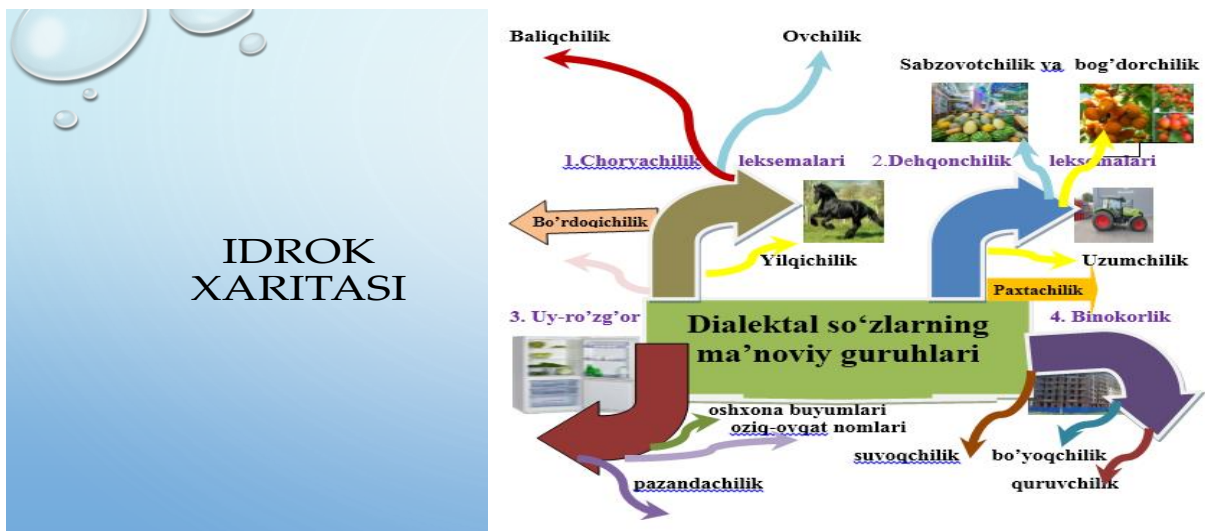 IDROK
XARITASI
Baliqchilik
Ovchilik
Sabzovotchilik va bog'dorchilik
1.Chorvachilik leksemalari
2.Dehqonchilik leksemalari
Bo'rdoqichilik
Yilqichilik
Uzumchilik
Paxtachilik
3. Uy-ro'zg'or
4. Binokorlik
Dialektal so‘zlarning
ma'noviy guruhlari
oshxona buyumlari
oziq-ovqat nomlari
pazandachilik
suvoqchilik
bo'yoqchilik
quruvchilik